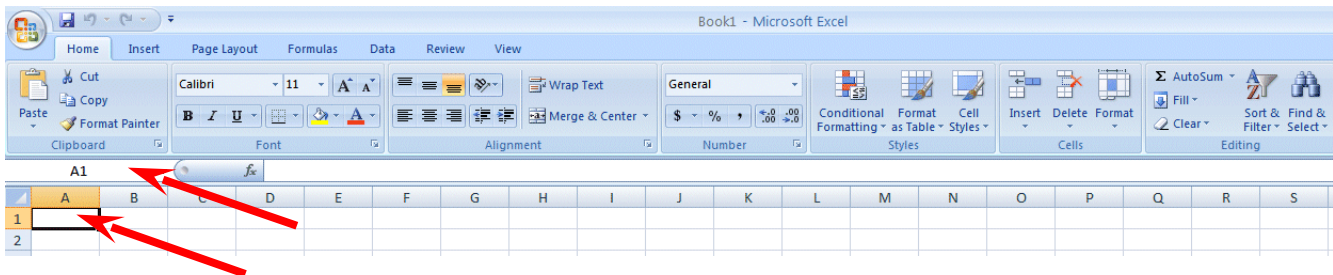 Book1 - Microsoft Excel
Home Insert Page Layout Formulas Data Review View
Cut
Copy
Format Painter
Paste
Clipboard
Calibri 11 A A
B I U A
Font
Wrap Text
Merge & Center
Alignment
General
$ % , .0 .00 .00 .0
Number
Conditional Formatting
Format as Table
Cell Styles
Styles
Insert Delete Format
Cells
Σ AutoSum
Fill
Clear
A Z
Sort & Filter
Find & Select
Editing
A1 fx
A B C D E F G H I J K L M N O P Q R S
1
2